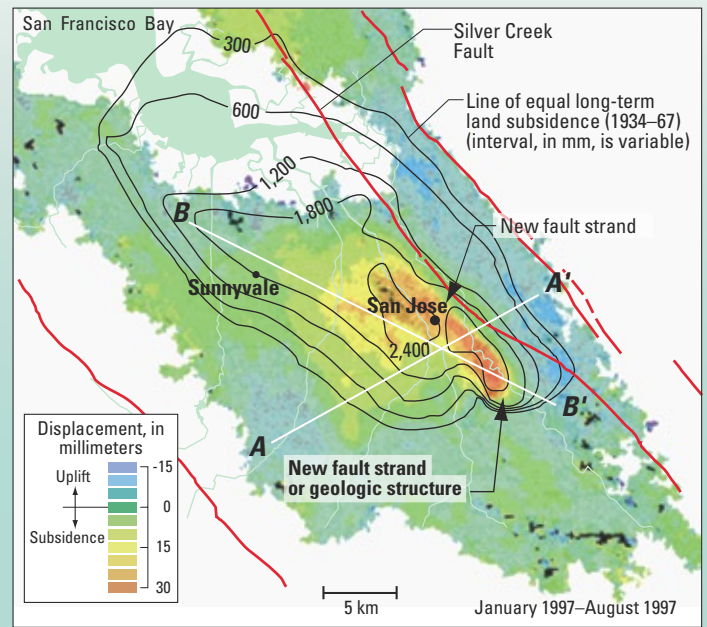 San Francisco Bay
300
Silver Creek
Fault
600
Line of equal long-term
land subsidence (1934–67)
(interval, in mm, is variable)
1,200
1,800
B
New fault strand
Sunnyvale
A'
San Jose
2,400
B'
A
New fault strand
or geologic structure
Displacement, in
millimeters
Uplift
-15
0
Subsidence
15
30
5 km
January 1997–August 1997